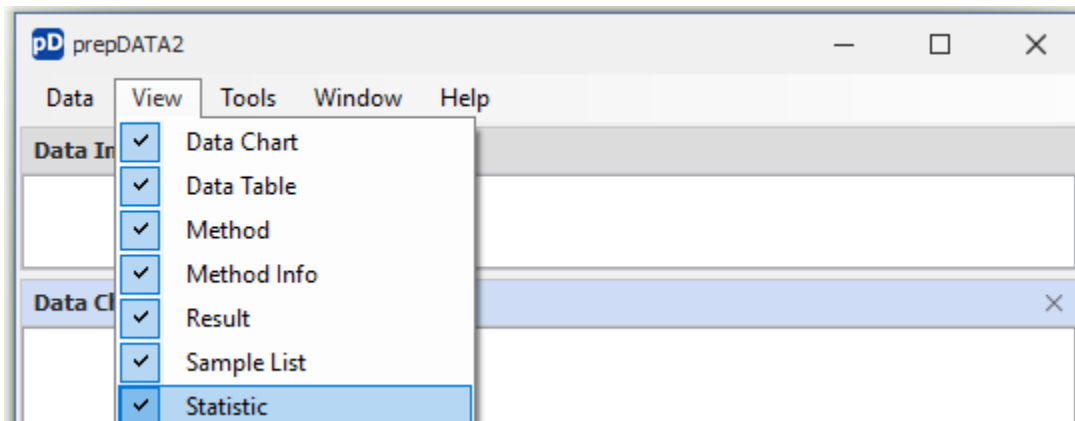 pD prepDATA2
Data View Tools Window Help
Data In
Data Chart
Data Table
Method
Method Info
Data Ch
Result
Sample List
Statistic